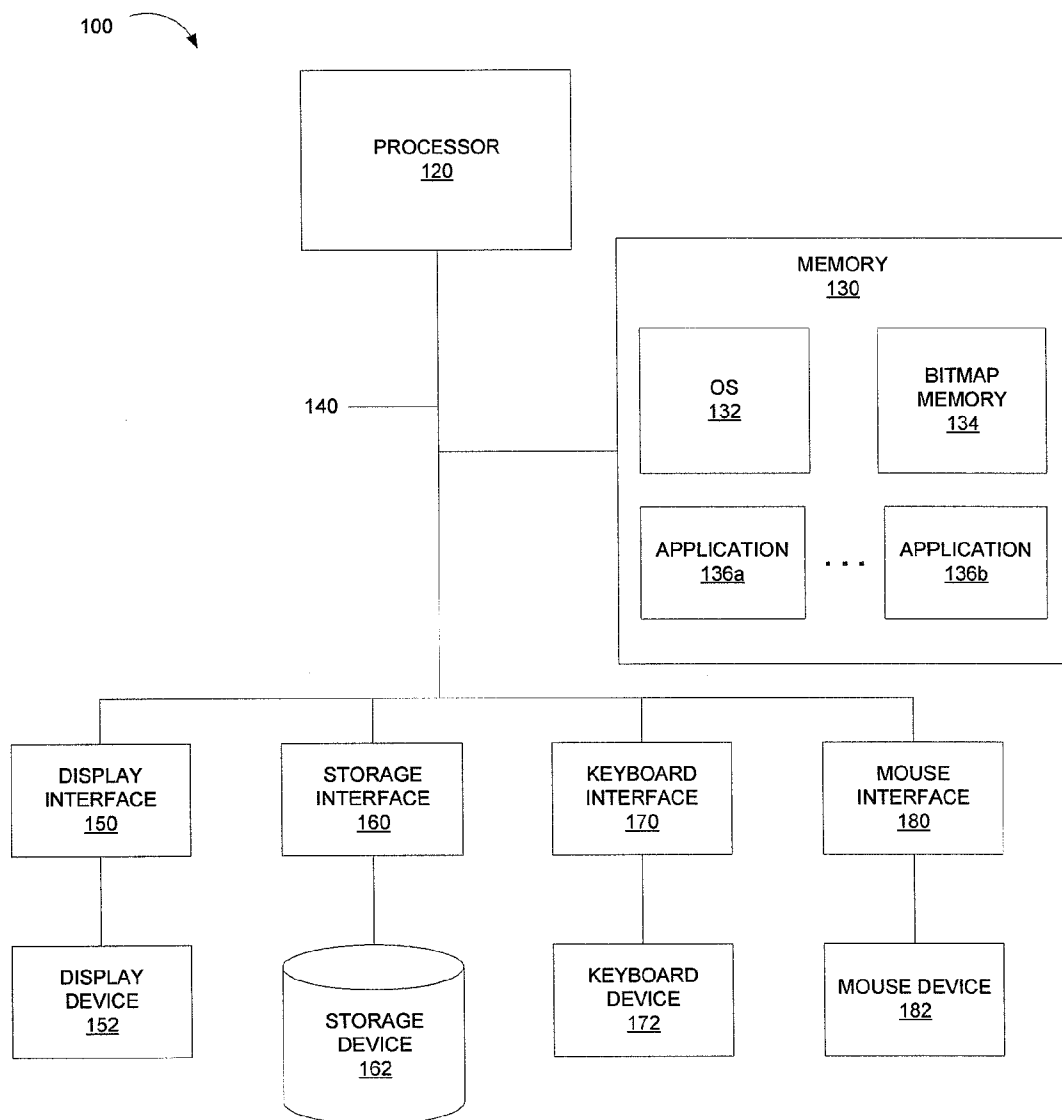 100
PROCESSOR
120
MEMORY
130
OS
132
BITMAP
MEMORY
134
140
APPLICATION
136a
. . .
APPLICATION
136b
DISPLAY
INTERFACE
150
STORAGE
INTERFACE
160
KEYBOARD
INTERFACE
170
MOUSE
INTERFACE
180
DISPLAY
DEVICE
152
STORAGE
DEVICE
162
KEYBOARD
DEVICE
172
MOUSE DEVICE
182